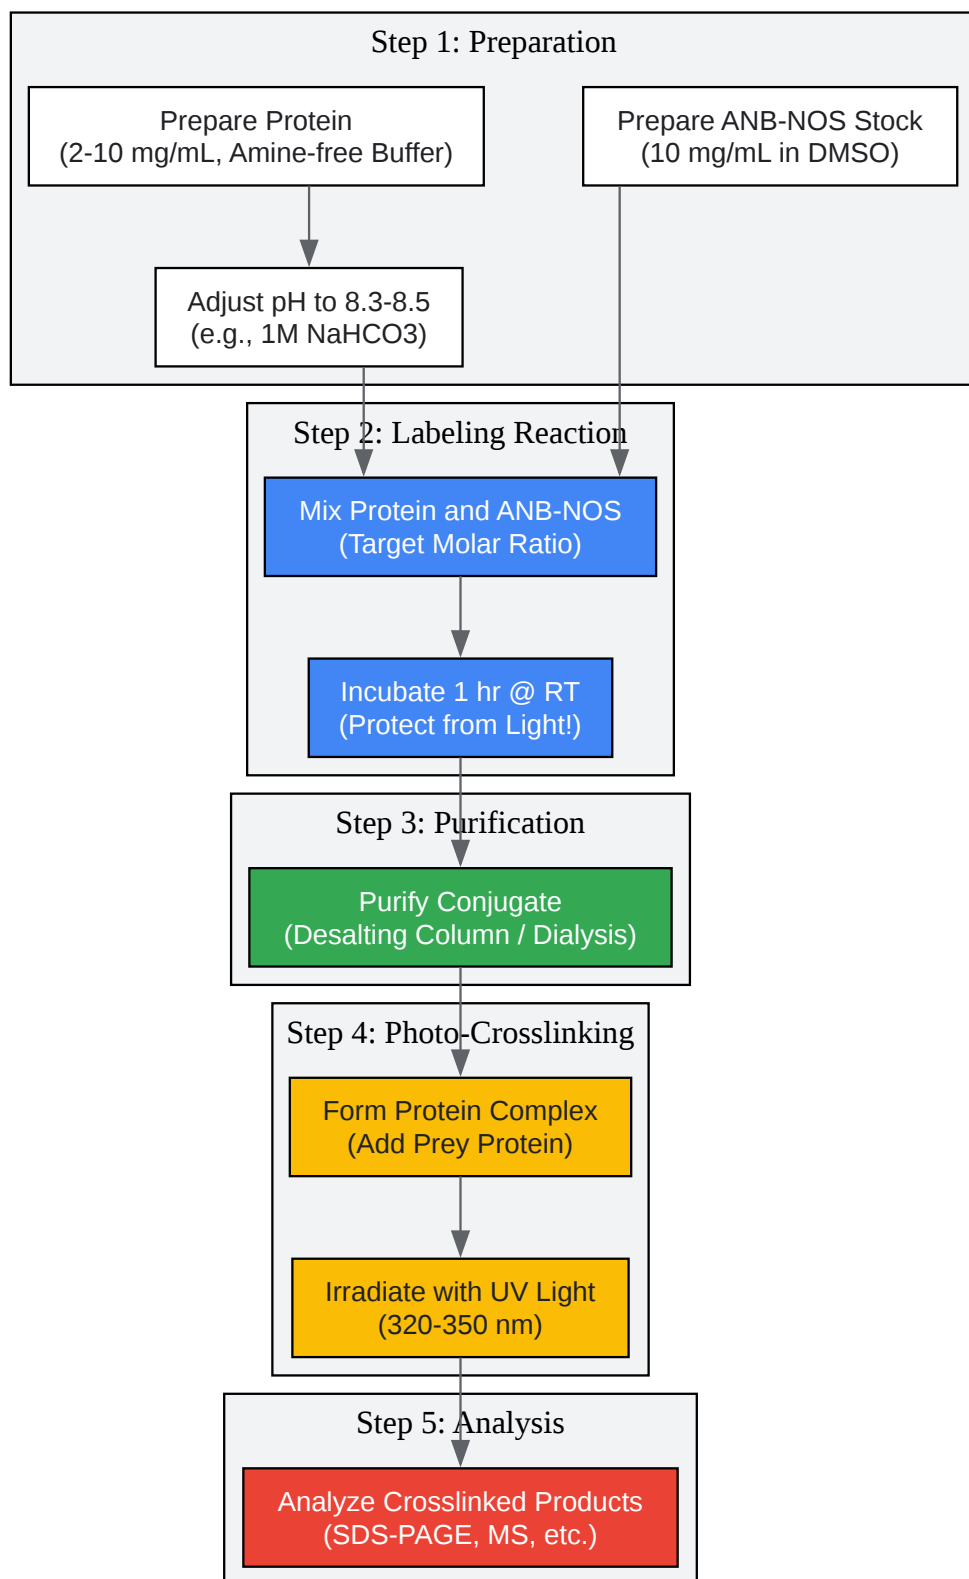 Step 1: Preparation
Prepare Protein
(2-10 mg/mL, Amine-free Buffer)
Prepare ANB-NOS Stock
(10 mg/mL in DMSO)
Adjust pH to 8.3-8.5
(e.g., 1M NaHCO3)
Step 2: Labeling Reaction
Mix Protein and ANB-NOS
(Target Molar Ratio)
Incubate 1 hr @ RT
(Protect from Light!)
Step 3: Purification
Purify Conjugate
(Desalting Column / Dialysis)
Step 4: Photo-Crosslinking
Form Protein Complex
(Add Prey Protein)
Irradiate with UV Light
(320-350 nm)
Step 5: Analysis
Analyze Crosslinked Products
(SDS-PAGE, MS, etc.)